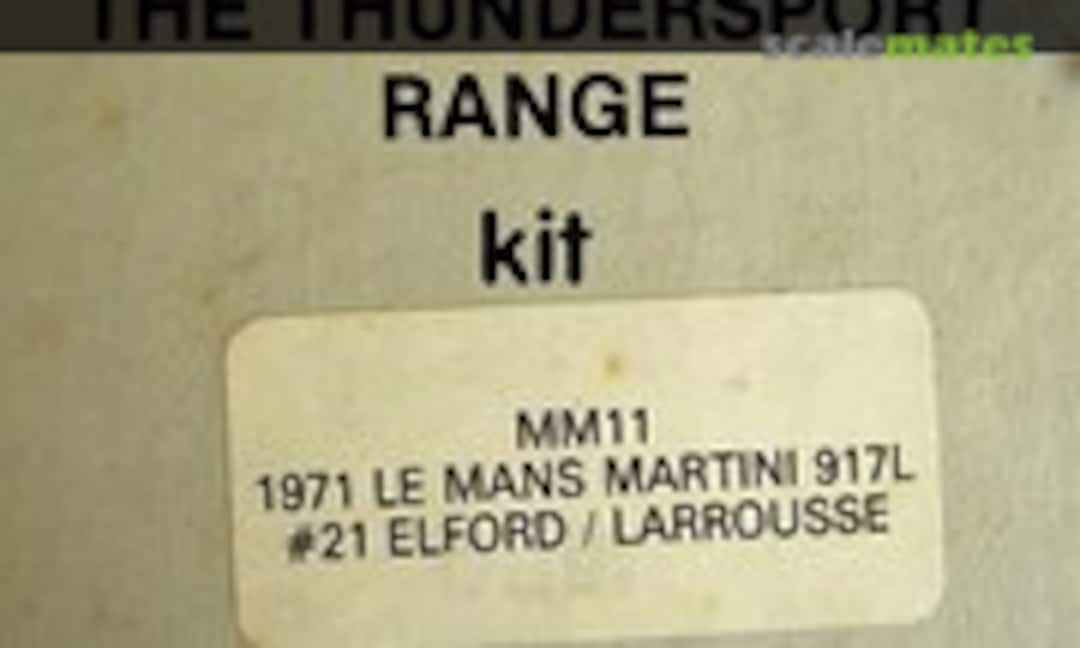 THE THUNDERSPORT
scalemates
RANGE
kit
MM11
1971 LE MANS MARTINI 917L
#21 ELFORD / LARROUSSE